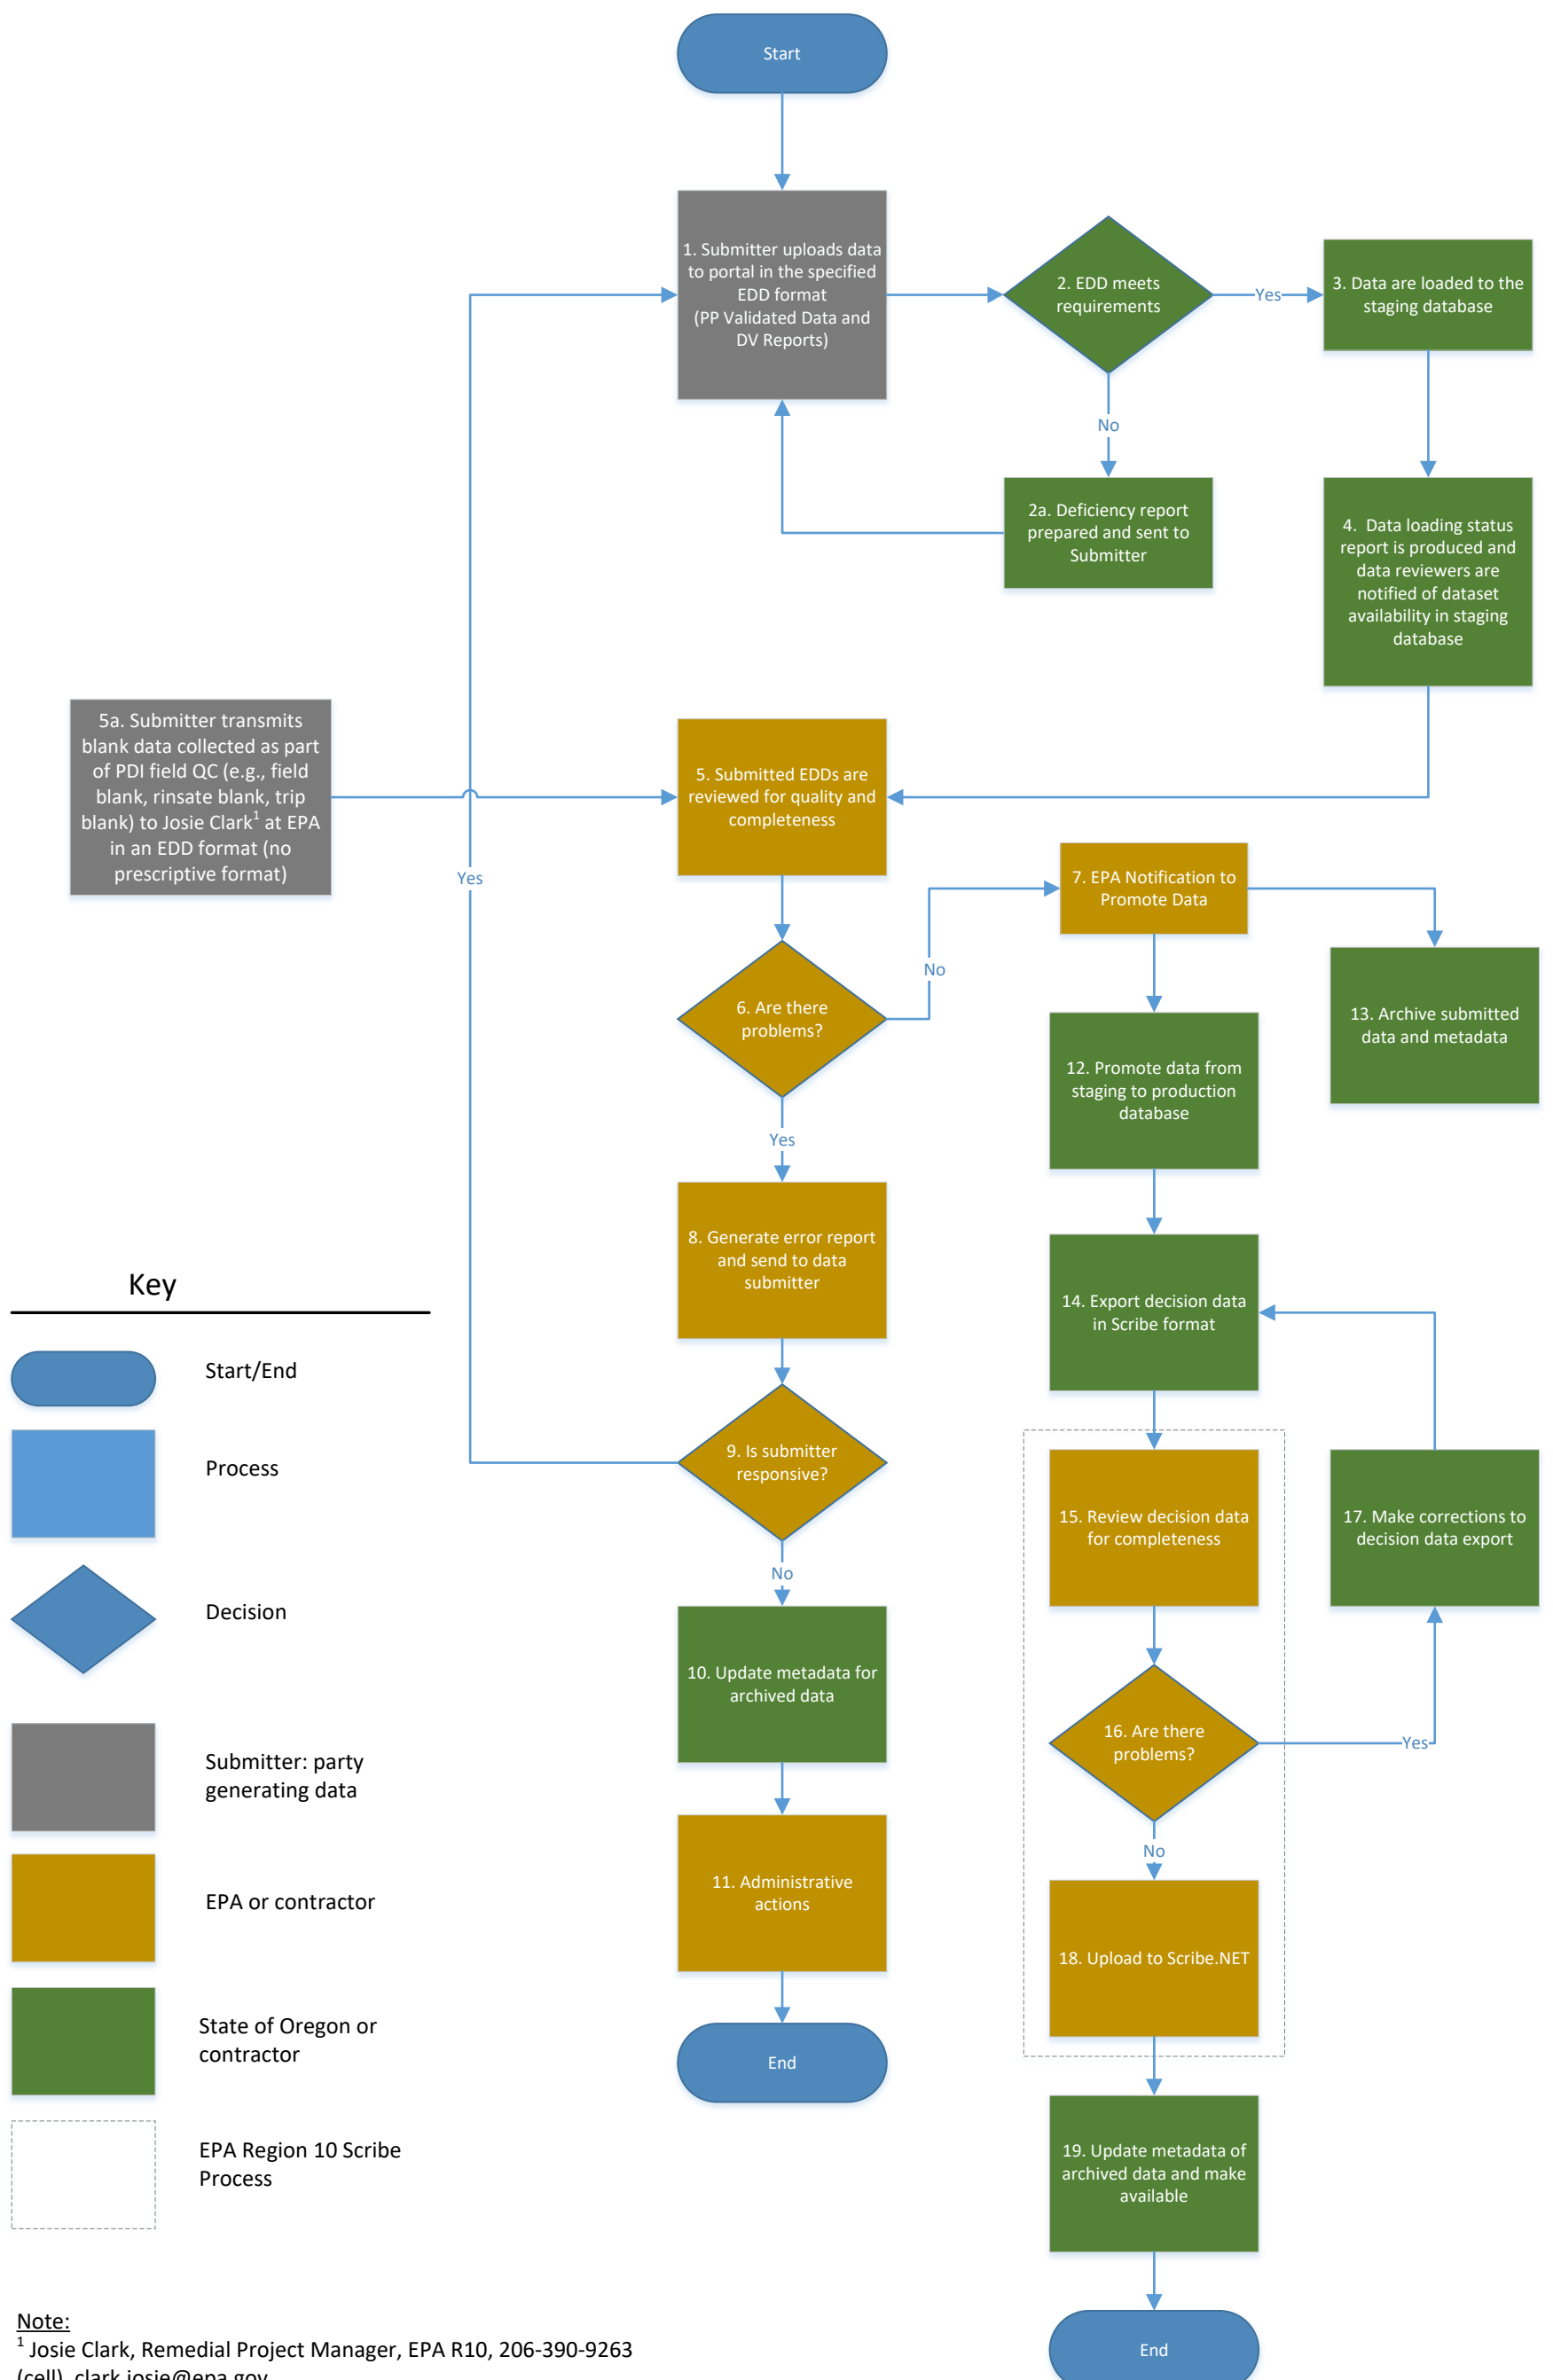 Start
1. Submitter uploads data
to portal in the specified
EDD format
(PP Validated Data and
DV Reports)
2. EDD meets
requirements
Yes
3. Data are loaded to the
staging database
No
2a. Deficiency report
prepared and sent to
Submitter
4.  Data loading status
report is produced and
data reviewers are
notified of dataset
availability in staging
database
5a. Submitter transmits
blank data collected as part
of PDI field QC (e.g., field
blank, rinsate blank, trip
blank) to Josie Clark1 at EPA
in an EDD format (no
prescriptive format)
5. Submitted EDDs are
reviewed for quality and
completeness
Yes
7. EPA Notification to
Promote Data
No
6. Are there
problems?
13. Archive submitted
data and metadata
12. Promote data from
staging to production
database
Yes
8. Generate error report
and send to data
submitter
14. Export decision data
in Scribe format
9. Is submitter
responsive?
15. Review decision data
for completeness
17. Make corrections to
decision data export
No
10. Update metadata for
archived data
16. Are there
problems?
Yes
No
11. Administrative
actions
18. Upload to Scribe.NET
End
19. Update metadata of
archived data and make
available
End
Key
Start/End
Process
Decision
Submitter: party
generating data
EPA or contractor
State of Oregon or
contractor
EPA Region 10 Scribe
Process
Note:
1 Josie Clark, Remedial Project Manager, EPA R10, 206-390-9263
(cell), clark.josie@epa.gov